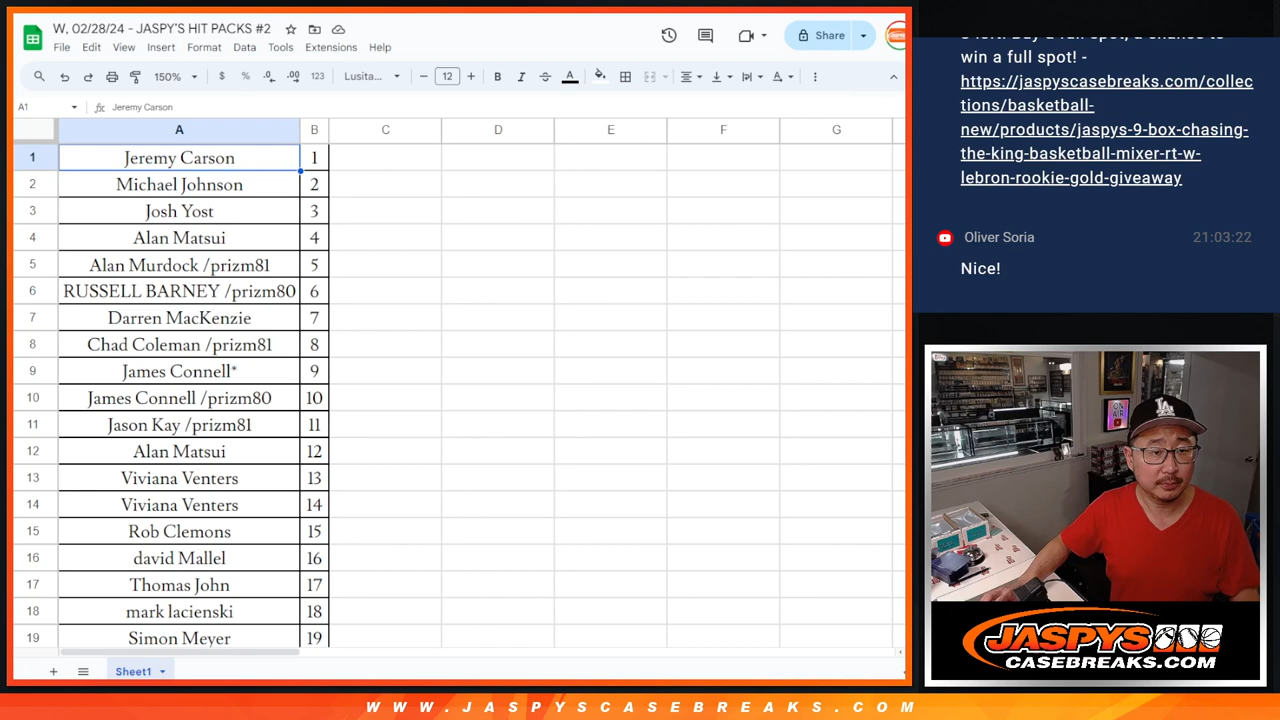 W, 02/28/24 - JASPY'S HIT PACKS #2
File Edit View Insert Format Data Tools Extensions Help
Share
150% $ % .0 .00 123 Lusita... 12 B I A
A1 fx Jeremy Carson
A B C D E F G
1 Jeremy Carson 1
2 Michael Johnson 2
3 Josh Yost 3
4 Alan Matsui 4
5 Alan Murdock /prizm81 5
6 RUSSELL BARNEY /prizm80 6
7 Darren MacKenzie 7
8 Chad Coleman /prizm81 8
9 James Connell* 9
10 James Connell /prizm80 10
11 Jason Kay /prizm81 11
12 Alan Matsui 12
13 Viviana Venters 13
14 Viviana Venters 14
15 Rob Clemons 15
16 david Mallel 16
17 Thomas John 17
18 mark lacienski 18
19 Simon Meyer 19
Sheet1
win a full spot! -
https://jaspyscasebreaks.com/collec
tions/basketball-
new/products/jaspys-9-box-chasing-
the-king-basketball-mixer-rt-w-
lebron-rookie-gold-giveaway
Oliver Soria 21:03:22
Nice!
ON AIR
LA
JASPYS
CASEBREAKS.COM
WWW.JASPYSCASEBREAKS.COM